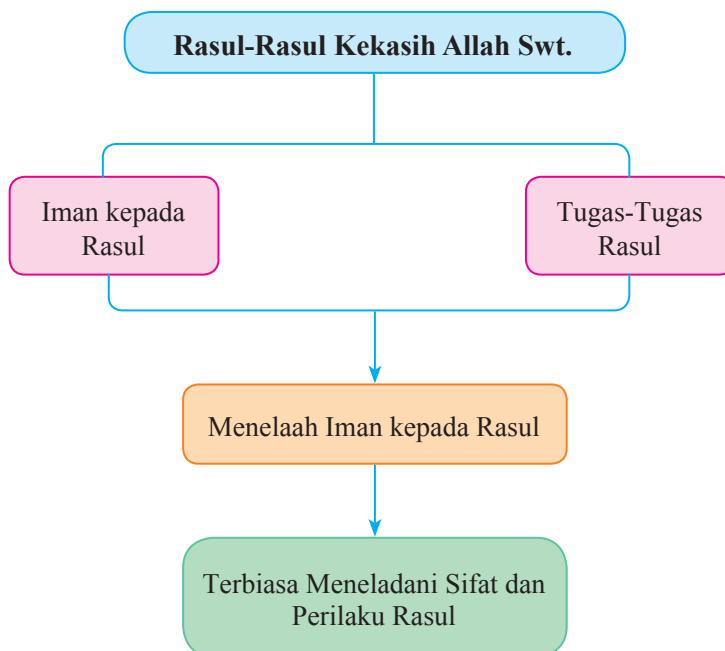 Rasul-Rasul Kekasih Allah Swt.
Iman kepada
Rasul
Tugas-Tugas
Rasul
Menelaah Iman kepada Rasul
Terbiasa Meneladani Sifat dan
Perilaku Rasul